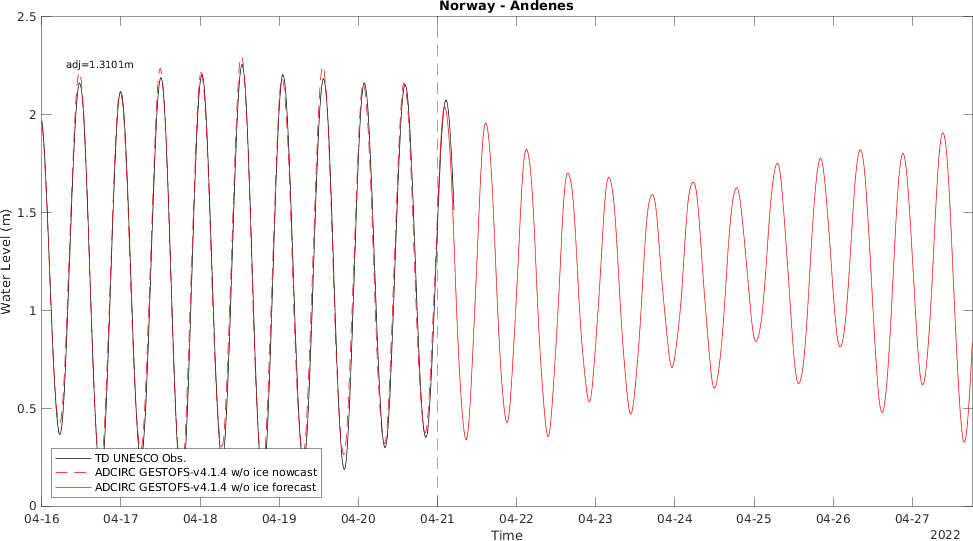 Norway - Andenes
2.5
adj=1.3101m
2
1.5
Water Level (m)
1
0.5
TD UNESCO Obs.
ADCIRC GESTOFS-v4.1.4 w/o ice nowcast
ADCIRC GESTOFS-v4.1.4 w/o ice forecast
0
04-16 04-17 04-18 04-19 04-20 04-21 04-22 04-23 04-24 04-25 04-26 04-27
Time
2022